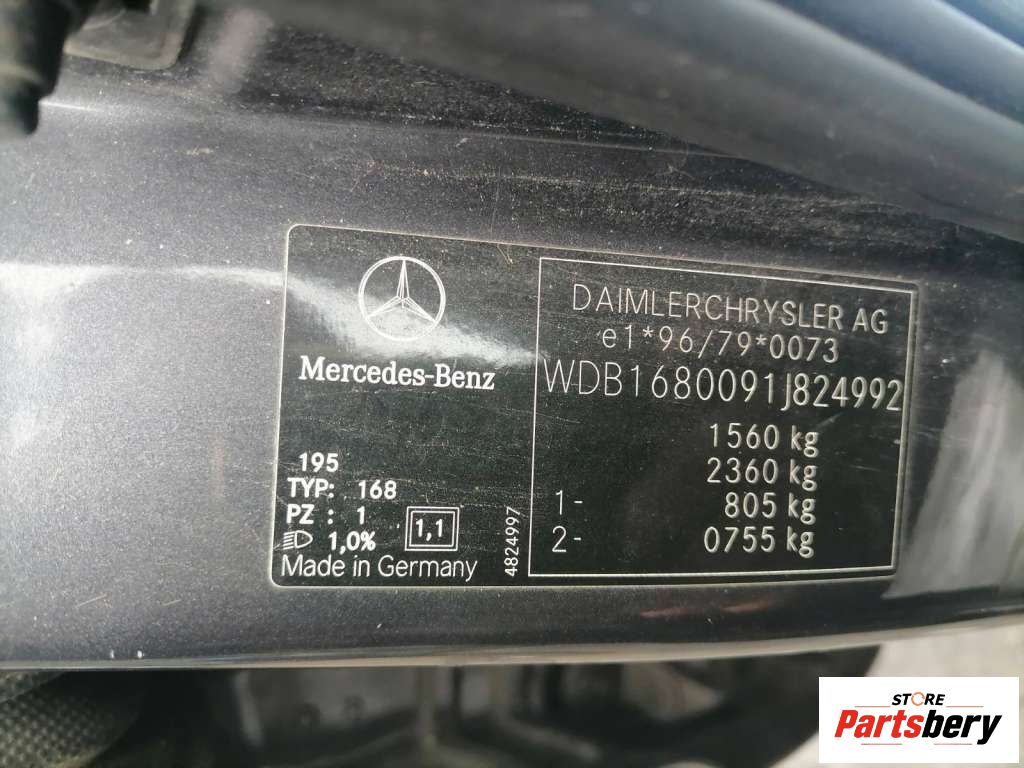 Mercedes-Benz
195
TYP: 168
PZ : 1
1,0%
1,1
Made in Germany
4824997
DAIMLERCHRYSLER AG
e1*96/79*0073
WDB1680091J824992
1560 kg
2360 kg
1- 805 kg
2- 0755 kg
STORE
Partsbery